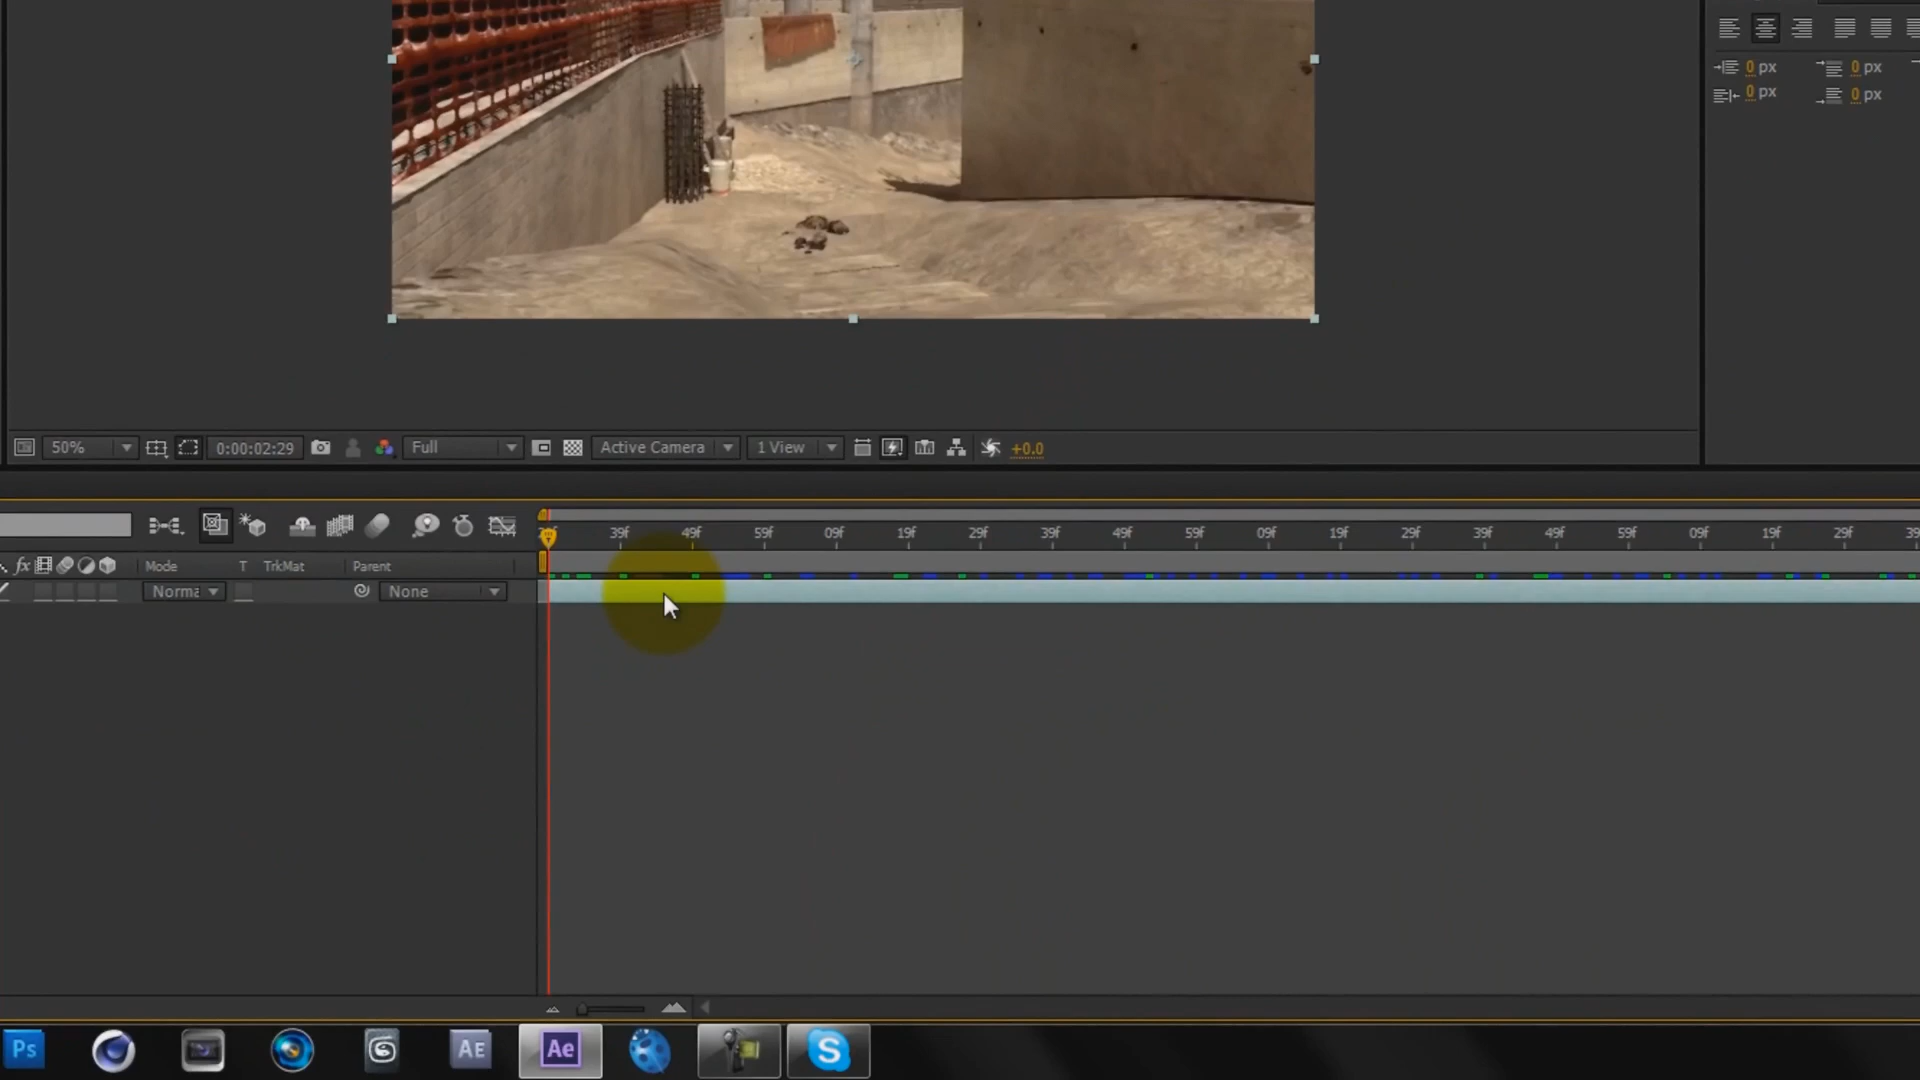 0 px 0 px
0 px 0 px
50% 0:00:02:29 Full Active Camera 1 View +0.0
39f 49f 59f 09f 19f 29f 39f 49f 59f 09f 19f 29f 39f 49f 59f 09f 19f 29f
fx Mode T TrkMat Parent
Norma None
Ps AE Ae S